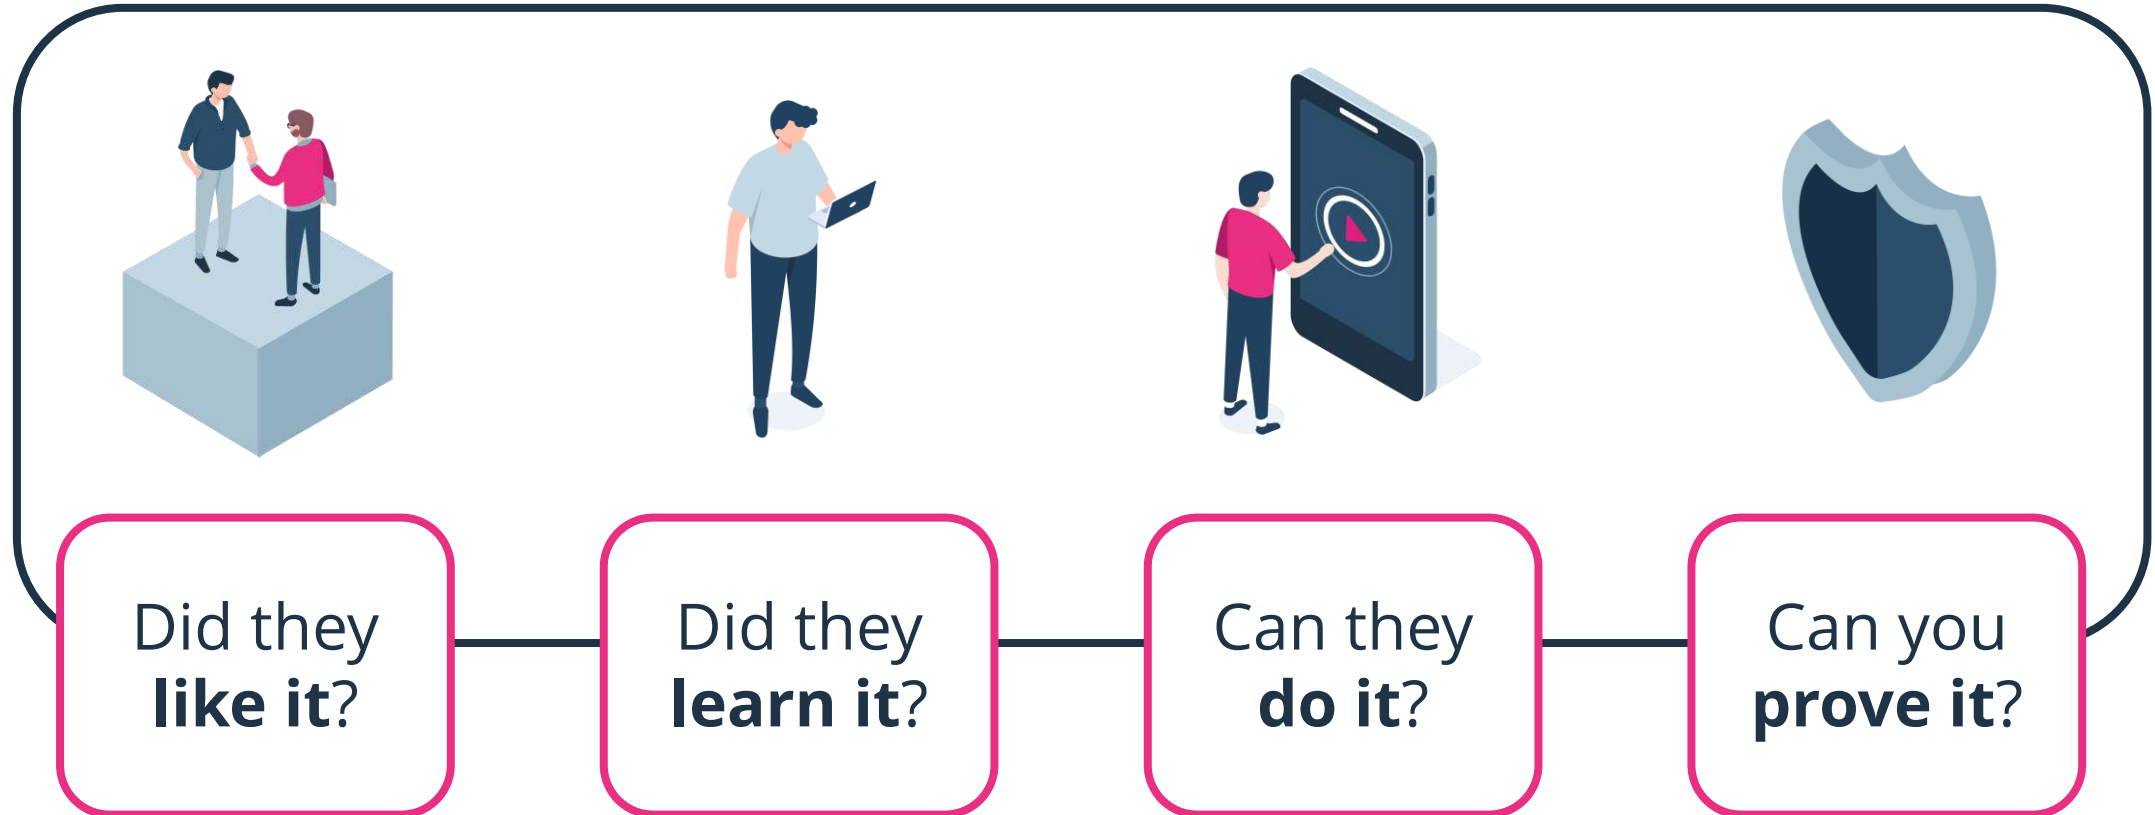 Did they
like it?
Did they
learn it?
Can they
do it?
Can you
prove it?